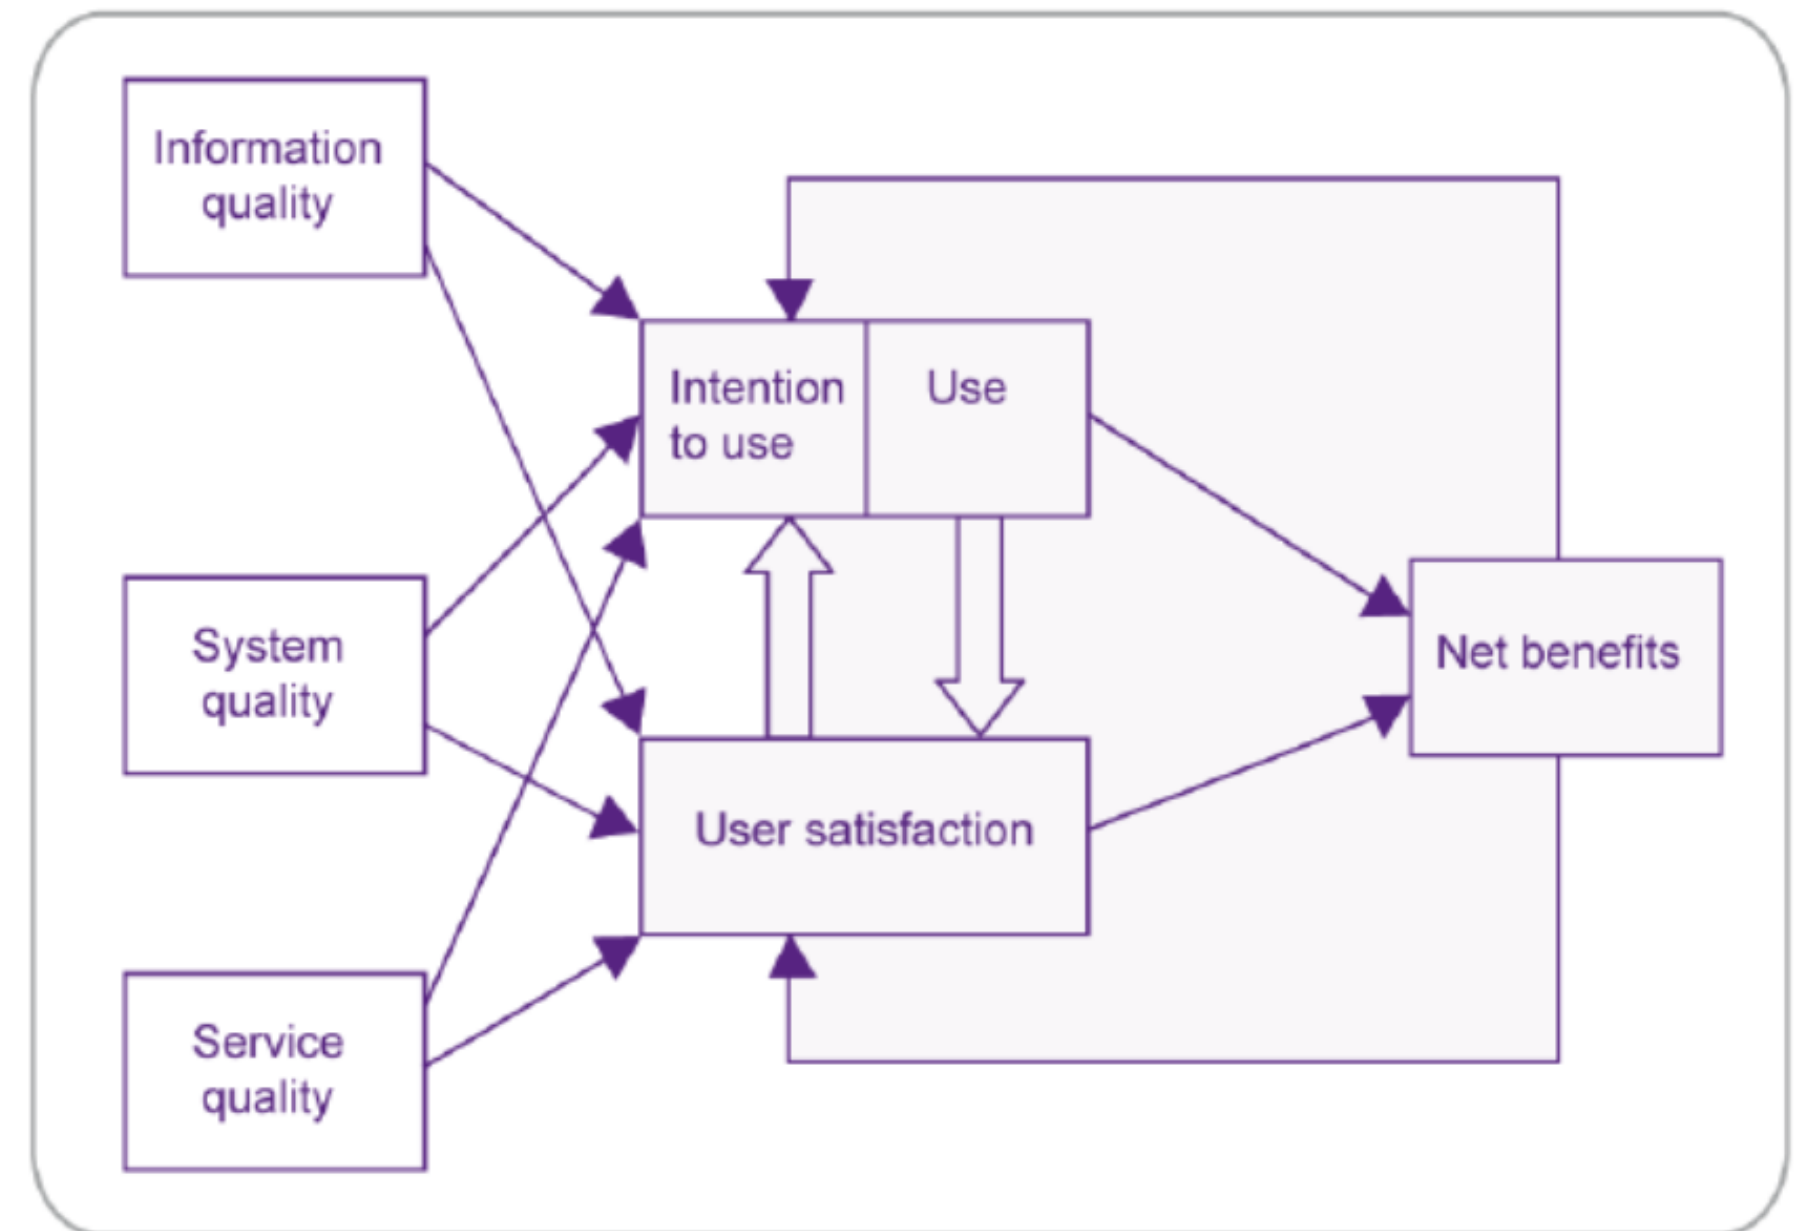 Information
quality
Intention
to use
Use
System
quality
Net benefits
User satisfaction
Service
quality